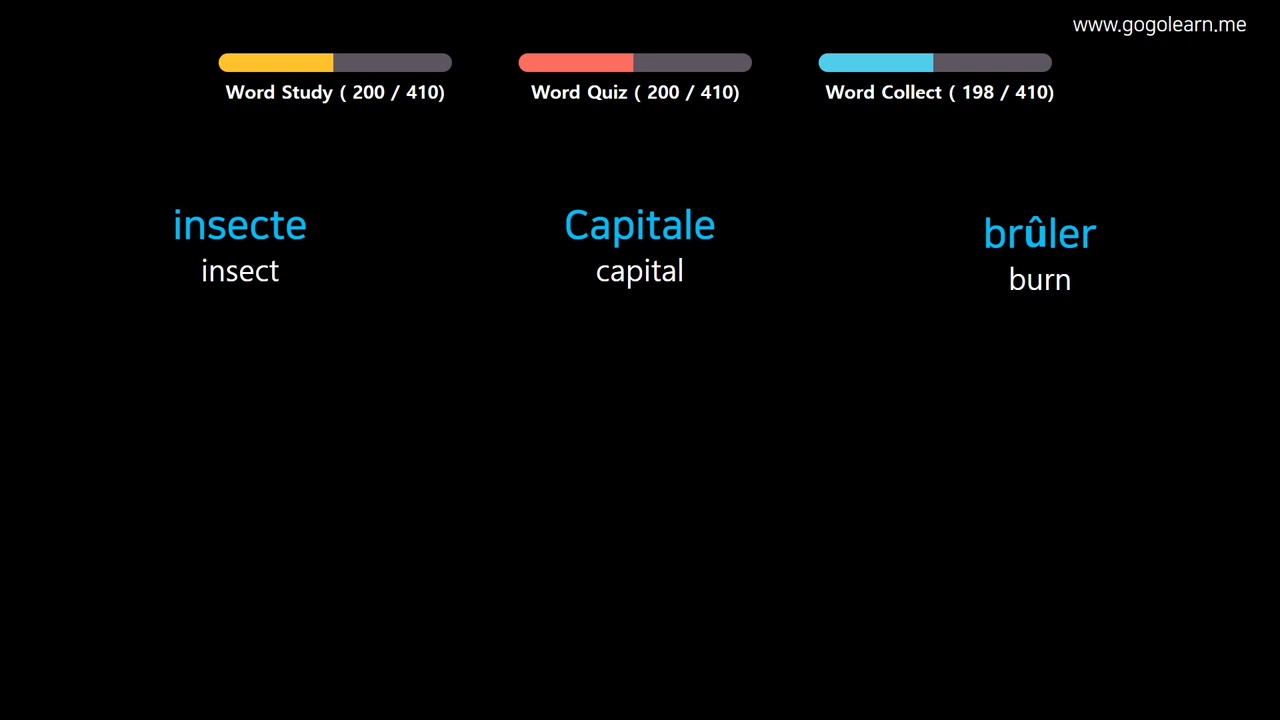 www.gogolearn.me
Word Study ( 200 / 410)
Word Quiz ( 200 / 410)
Word Collect ( 198 / 410)
insecte
insect
Capitale
capital
brûler
burn